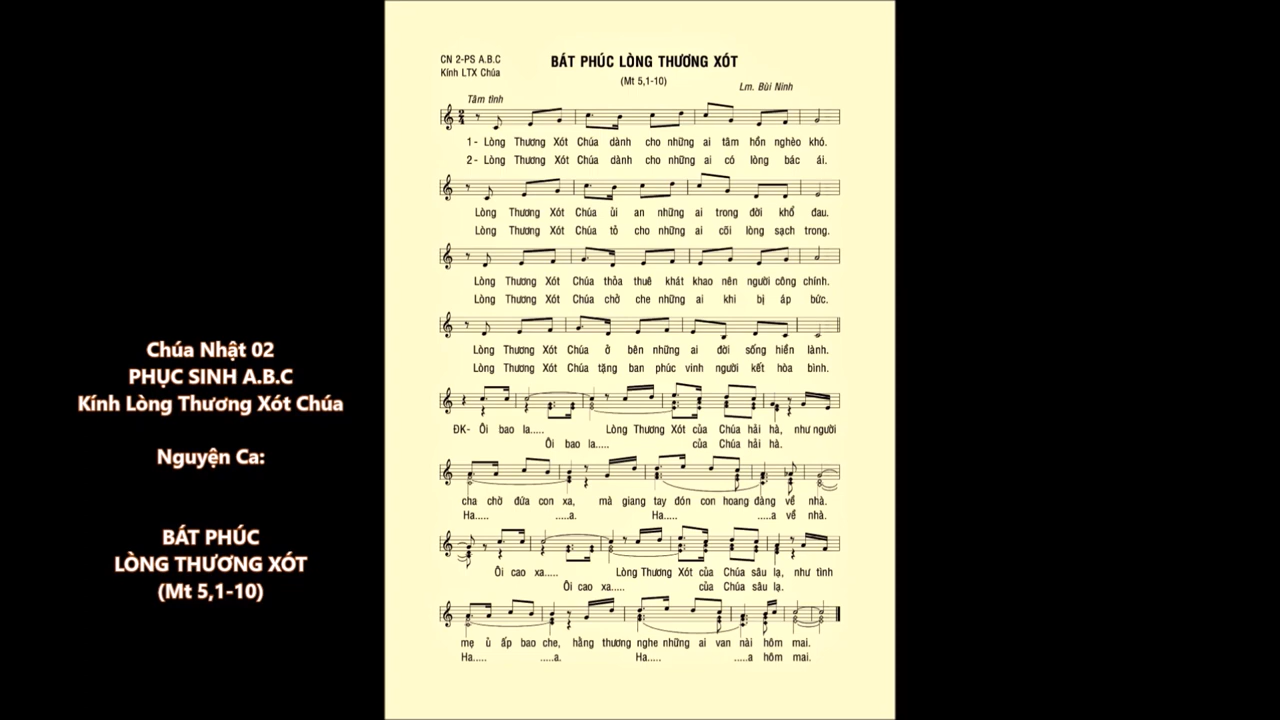 Chúa Nhật 02
PHỤC SINH A.B.C
Kính Lòng Thương Xót Chúa
Nguyện Ca:
BÁT PHÚC
LÒNG THƯƠNG XÓT
(Mt 5,1-10)
CN 2-PS A.B.C
Kính LTX Chúa
BÁT PHÚC LÒNG THƯƠNG XÓT
(Mt 5,1-10)
Lm. Bùi Ninh
Tâm tình
1- Lòng Thương Xót Chúa dành cho những ai tâm hồn nghèo khó.
2- Lòng Thương Xót Chúa dành cho những ai có lòng bác ái.
Lòng Thương Xót Chúa ủi an những ai trong đời khổ đau.
Lòng Thương Xót Chúa tỏ cho những ai cõi lòng sạch trong.
Lòng Thương Xót Chúa thỏa thuê khát khao nên người công chính.
Lòng Thương Xót Chúa chở che những ai khi bị áp bức.
Lòng Thương Xót Chúa ở bên những ai đời sống hiền lành.
Lòng Thương Xót Chúa tặng ban phúc vinh người kết hòa bình.
ĐK- Ôi bao la..... Lòng Thương Xót của Chúa hải hà, như người
Ôi bao la..... của Chúa hải hà.
cha chờ đứa con xa, mà giang tay đón con hoang đàng về nhà.
Ha..... .....a. Ha..... .....a về nhà.
Ôi cao xa..... Lòng Thương Xót của Chúa sâu lạ, như tình
Ôi cao xa..... của Chúa sâu lạ.
mẹ ủ ấp bao che, hằng thương nghe những ai van nài hôm mai.
Ha..... .....a. Ha..... .....a hôm mai.